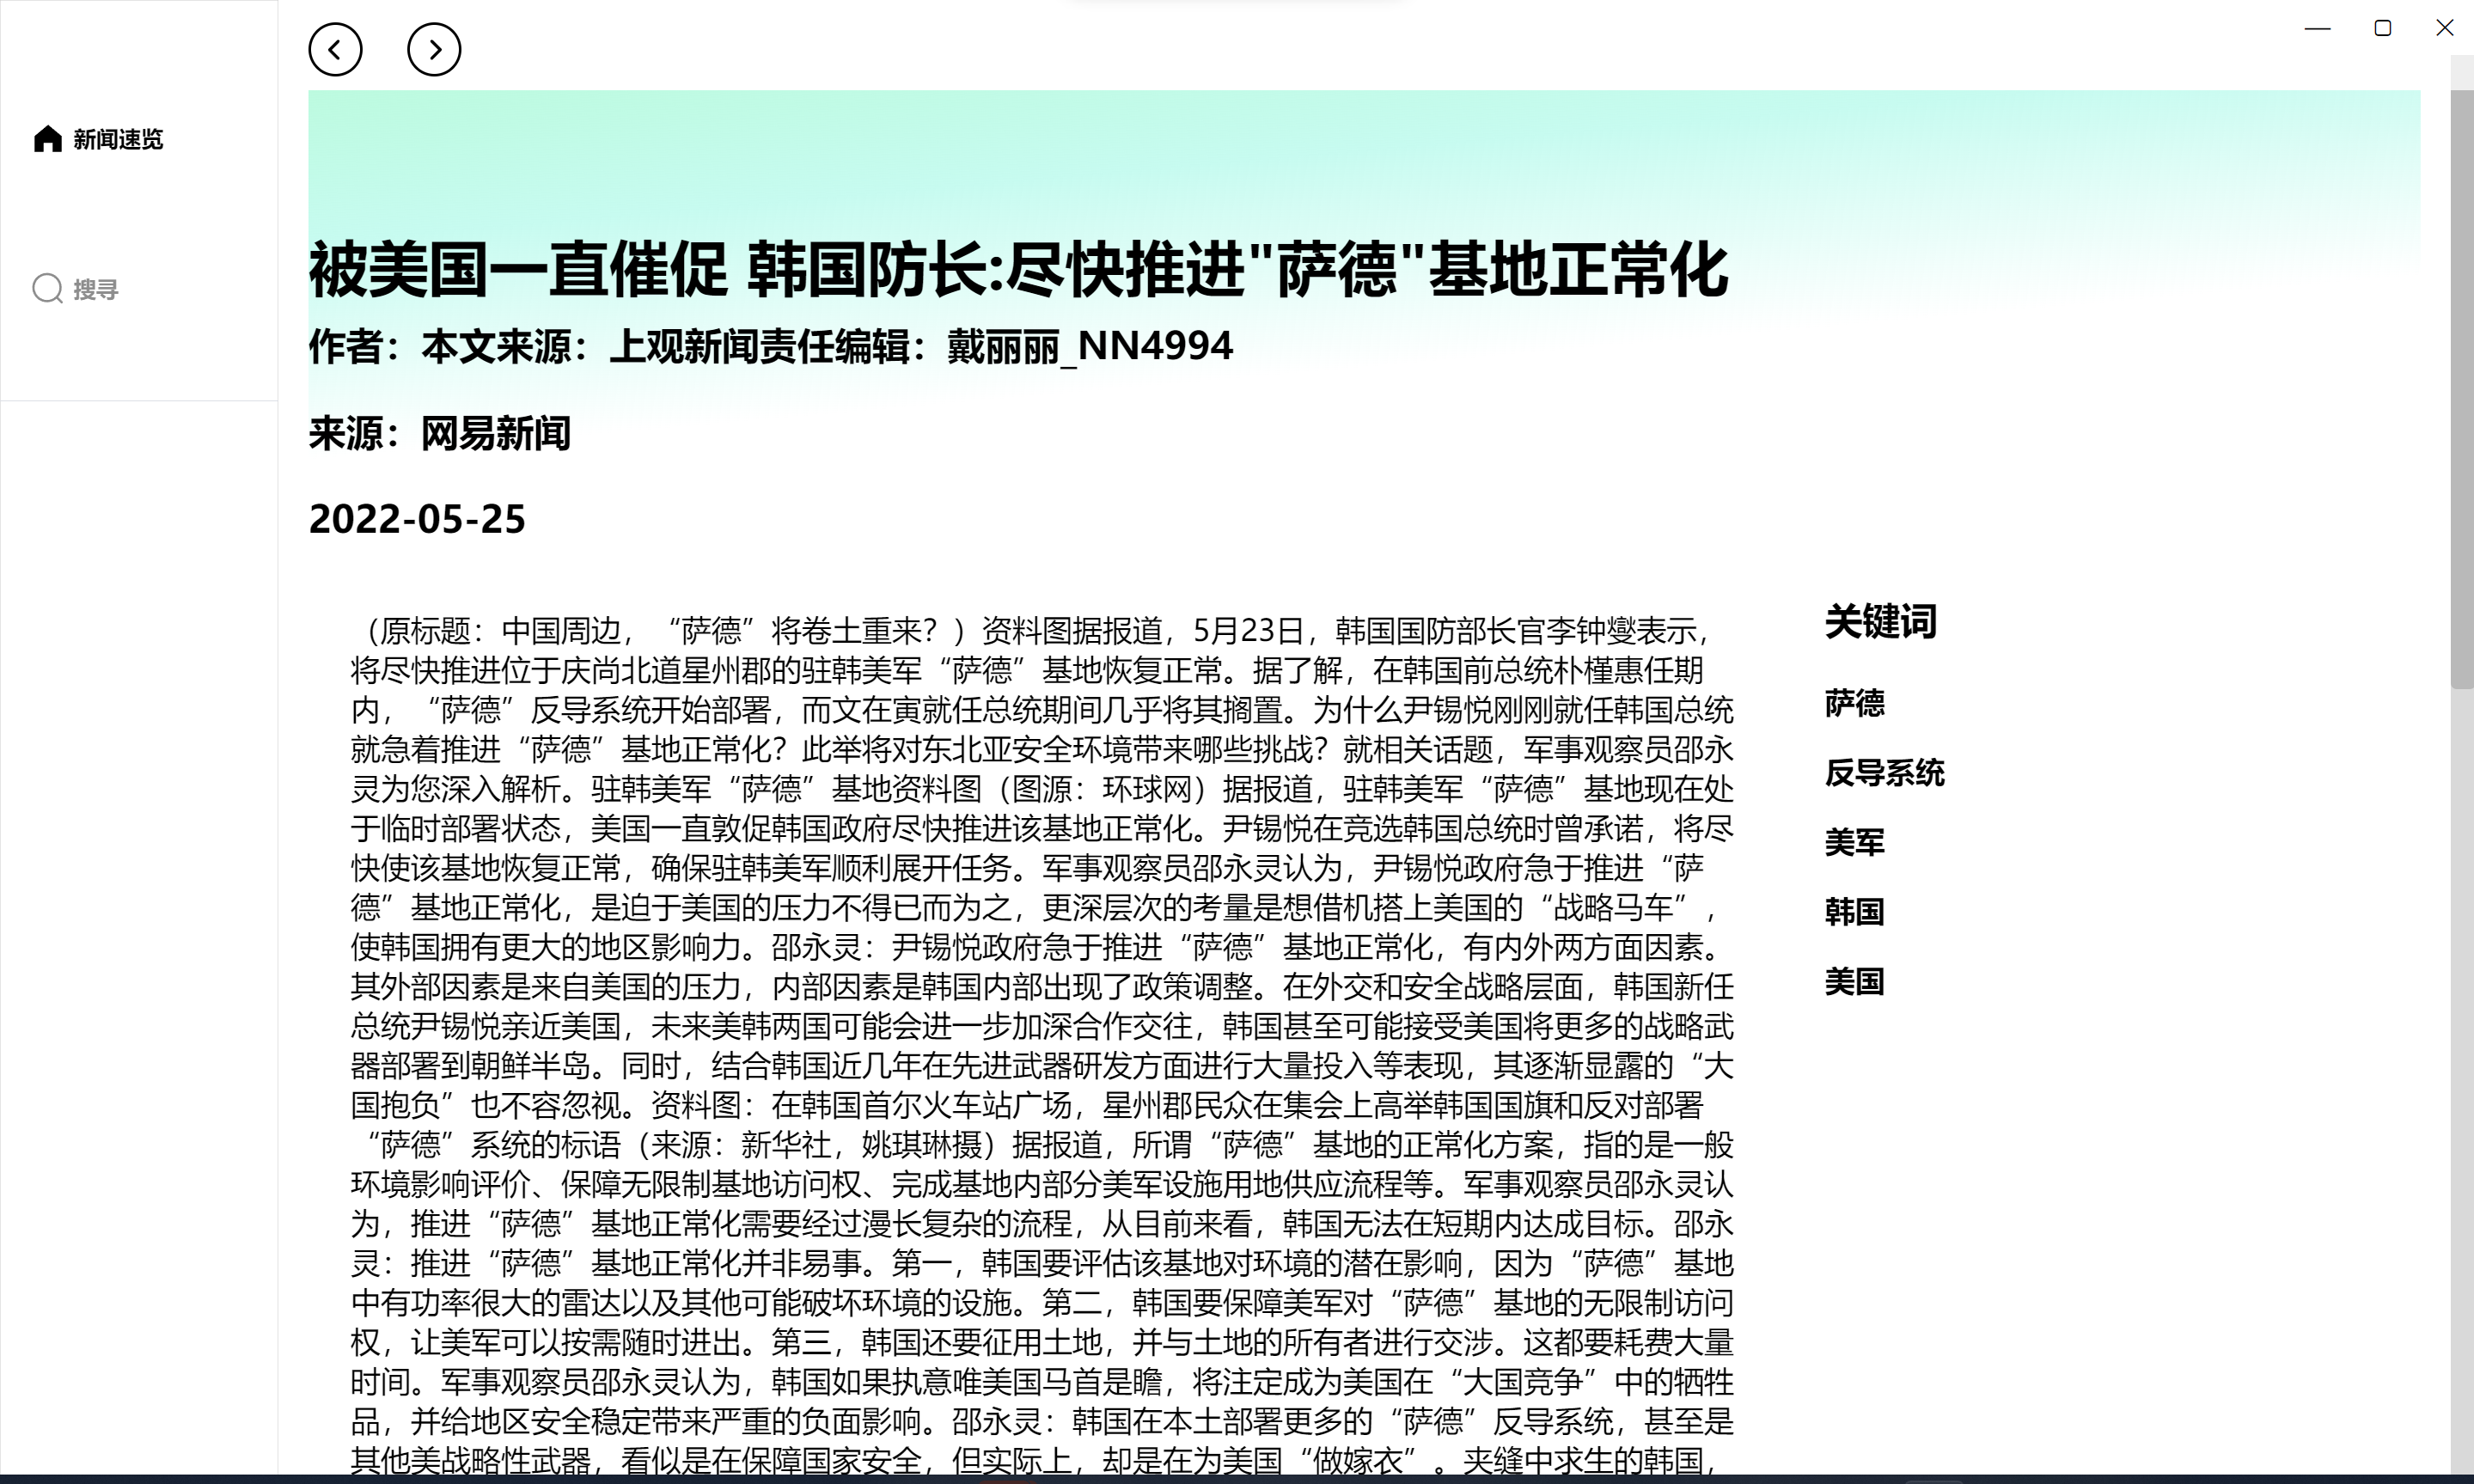 新闻速览
搜寻
被美国一直催促 韩国防长:尽快推进"萨德"基地正常化
作者：本文来源：上观新闻责任编辑：戴丽丽_NN4994
来源：网易新闻
2022-05-25
（原标题：中国周边，“萨德”将卷土重来？）资料图据报道，5月23日，韩国国防部长官李钟燮表示，
将尽快推进位于庆尚北道星州郡的驻韩美军“萨德”基地恢复正常。据了解，在韩国前总统朴槿惠任期
内，“萨德”反导系统开始部署，而文在寅就任总统期间几乎将其搁置。为什么尹锡悦刚刚就任韩国总统
就急着推进“萨德”基地正常化？此举将对东北亚安全环境带来哪些挑战？就相关话题，军事观察员邵永
灵为您深入解析。驻韩美军“萨德”基地资料图（图源：环球网）据报道，驻韩美军“萨德”基地现在处
于临时部署状态，美国一直敦促韩国政府尽快推进该基地正常化。尹锡悦在竞选韩国总统时曾承诺，将尽
快使该基地恢复正常，确保驻韩美军顺利展开任务。军事观察员邵永灵认为，尹锡悦政府急于推进“萨
德”基地正常化，是迫于美国的压力不得已而为之，更深层次的考量是想借机搭上美国的“战略马车”，
使韩国拥有更大的地区影响力。邵永灵：尹锡悦政府急于推进“萨德”基地正常化，有内外两方面因素。
其外部因素是来自美国的压力，内部因素是韩国内部出现了政策调整。在外交和安全战略层面，韩国新任
总统尹锡悦亲近美国，未来美韩两国可能会进一步加深合作交往，韩国甚至可能接受美国将更多的战略武
器部署到朝鲜半岛。同时，结合韩国近几年在先进武器研发方面进行大量投入等表现，其逐渐显露的“大
国抱负”也不容忽视。资料图：在韩国首尔火车站广场，星州郡民众在集会上高举韩国国旗和反对部署
“萨德”系统的标语（来源：新华社，姚琪琳摄）据报道，所谓“萨德”基地的正常化方案，指的是一般
环境影响评价、保障无限制基地访问权、完成基地内部分美军设施用地供应流程等。军事观察员邵永灵认
为，推进“萨德”基地正常化需要经过漫长复杂的流程，从目前来看，韩国无法在短期内达成目标。邵永
灵：推进“萨德”基地正常化并非易事。第一，韩国要评估该基地对环境的潜在影响，因为“萨德”基地
中有功率很大的雷达以及其他可能破坏环境的设施。第二，韩国要保障美军对“萨德”基地的无限制访问
权，让美军可以按需随时进出。第三，韩国还要征用土地，并与土地的所有者进行交涉。这都要耗费大量
时间。军事观察员邵永灵认为，韩国如果执意唯美国马首是瞻，将注定成为美国在“大国竞争”中的牺牲
品，并给地区安全稳定带来严重的负面影响。邵永灵：韩国在本土部署更多的“萨德”反导系统，甚至是
其他美战略性武器，看似是在保障国家安全，但实际上，却是在为美国“做嫁衣”。夹缝中求生的韩国，
关键词
萨德
反导系统
美军
韩国
美国